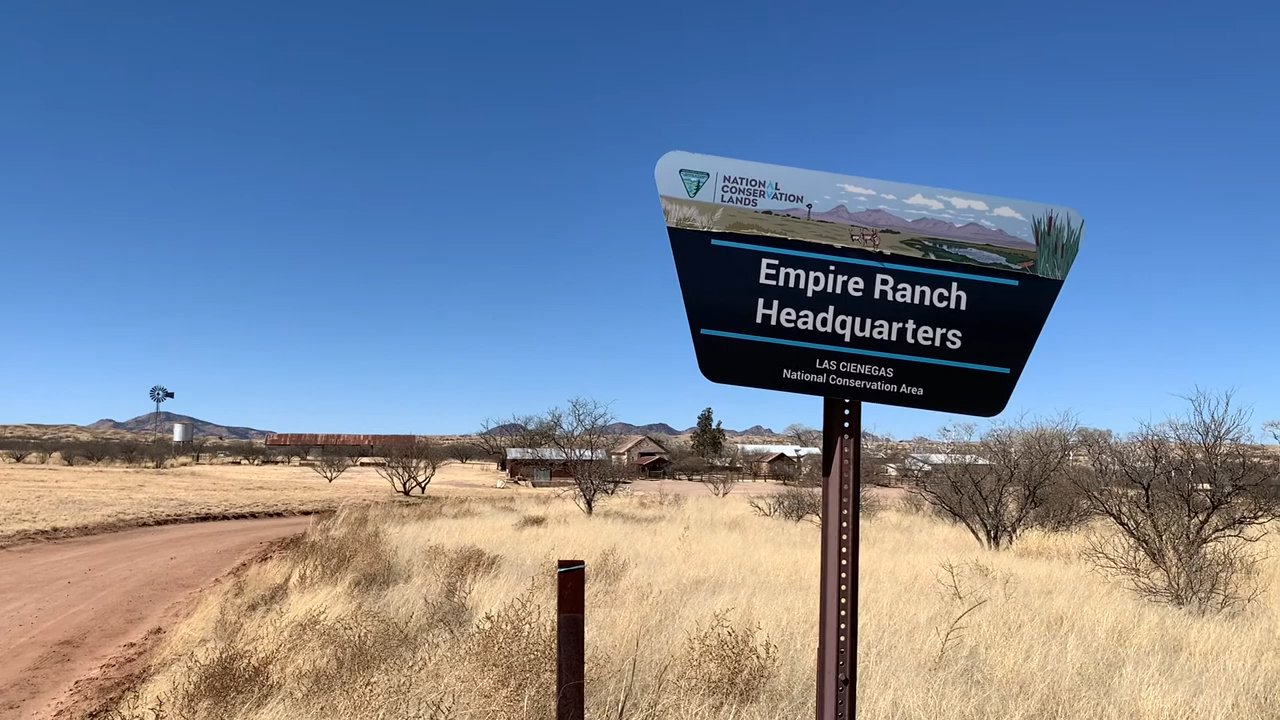 NATIONAL
CONSERVATION
LANDS
Empire Ranch
Headquarters
LAS CIENEGAS
National Conservation Area